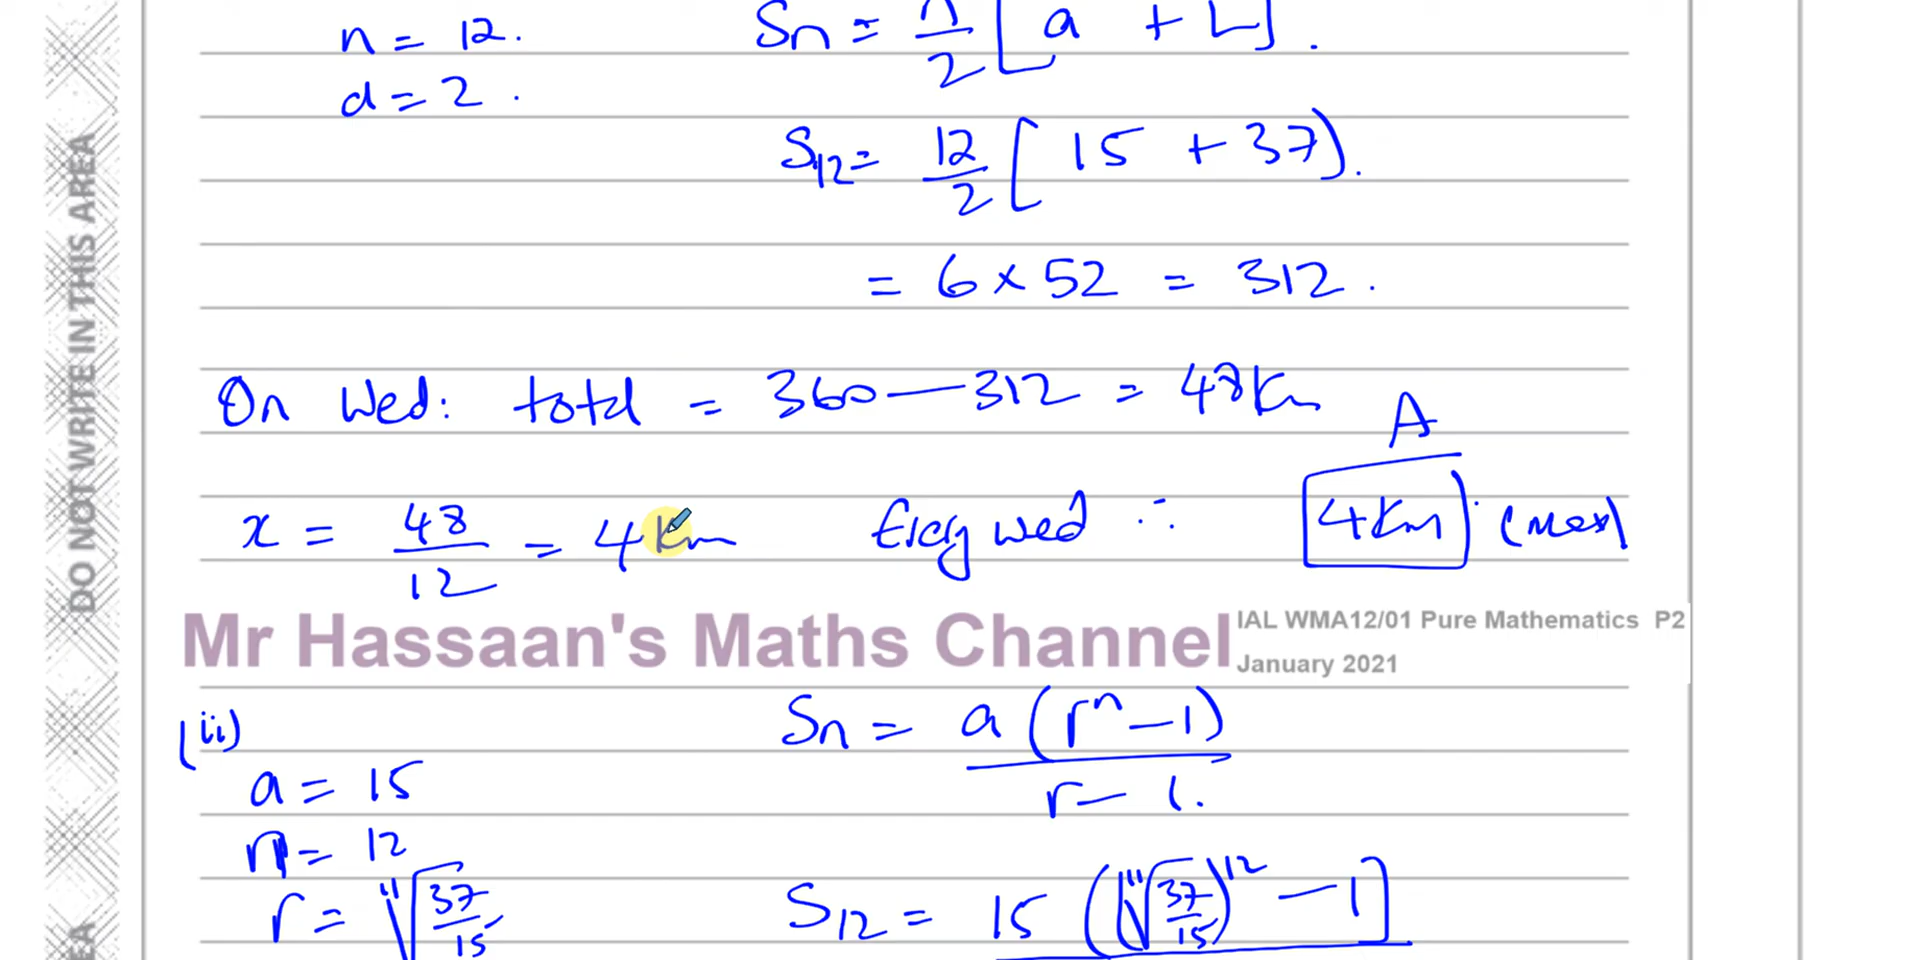 n = 12.
Sn = n/2 [a + L].
d = 2.
S12 = 12/2 [15 + 37).
= 6 × 52 = 312.
On Wed: total = 360 — 312 = 48Km
A
x = 48/12 = 4Km Every wed ∴ 4Km. (Max)
Mr Hassaan's Maths Channel
IAL WMA12/01 Pure Mathematics P2
January 2021
(ii)
Sn = a(rⁿ - 1)/r - 1.
a = 15
n = 12
r = ¹¹√37/15
S12 = 15 ((¹¹√37/15)¹² - 1]
DO NOT WRITE IN THIS AREA
EA